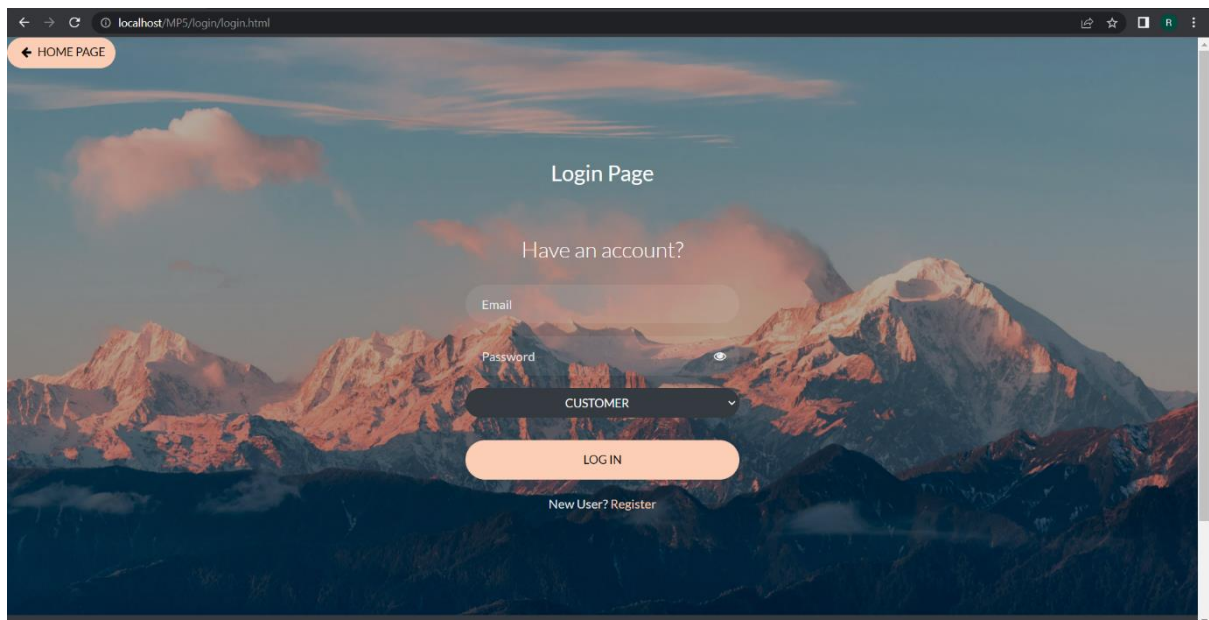 localhost/MP5/login/login.html
R
HOME PAGE
Login Page
Have an account?
Email
Password
CUSTOMER
LOG IN
New User? Register